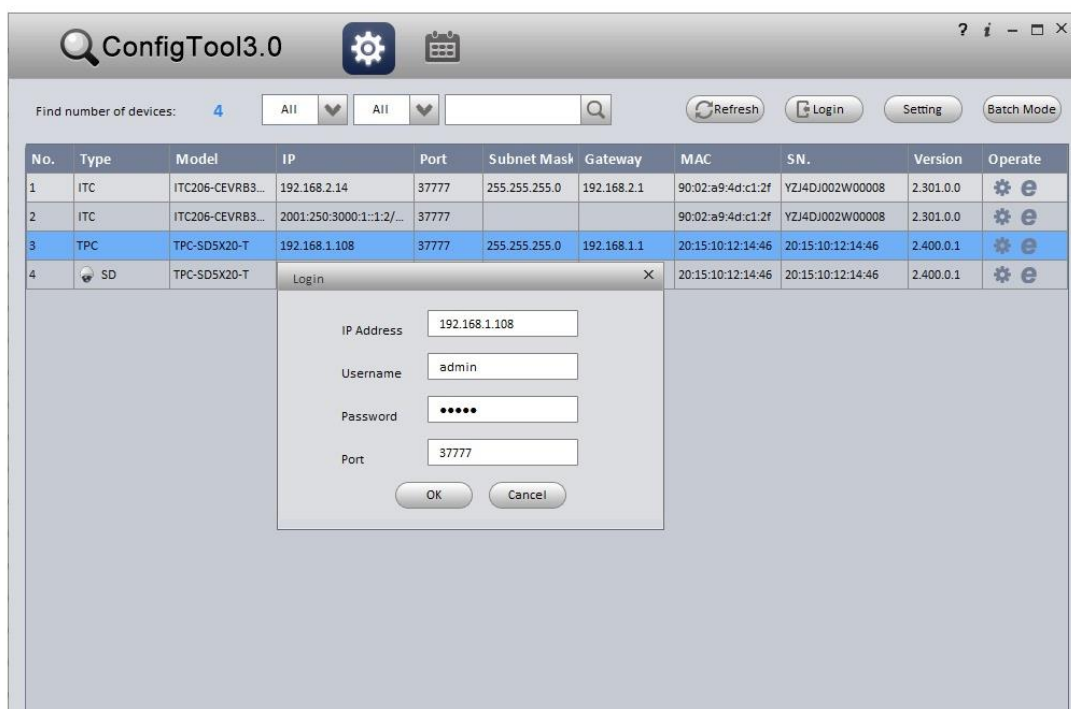 ConfigTool3.0
? i
Find number of devices: 4 All All Refresh Login Setting Batch Mode
No. Type Model IP Port Subnet Mask Gateway MAC SN. Version Operate
1 ITC ITC206-CEVRB3... 192.168.2.14 37777 255.255.255.0 192.168.2.1 90:02:a9:4d:c1:2f YZJ4DJ002W00008 2.301.0.0
2 ITC ITC206-CEVRB3... 2001:250:3000:1::1:2/... 37777 90:02:a9:4d:c1:2f YZJ4DJ002W00008 2.301.0.0
3 TPC TPC-SD5X20-T 192.168.1.108 37777 255.255.255.0 192.168.1.1 20:15:10:12:14:46 20:15:10:12:14:46 2.400.0.1
4 SD TPC-SD5X20-T 20:15:10:12:14:46 20:15:10:12:14:46 2.400.0.1
Login
IP Address 192.168.1.108
Username admin
Password •••••
Port 37777
OK Cancel